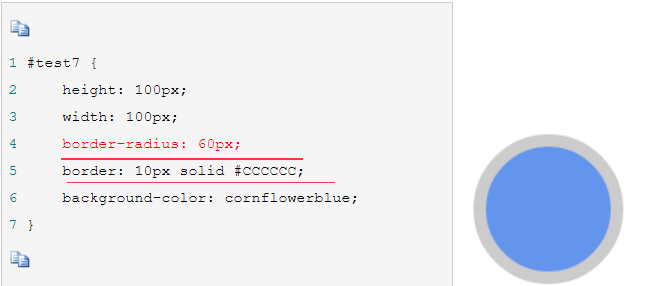 1 #test7 {
2 height: 100px;
3 width: 100px;
4 border-radius: 60px;
5 border: 10px solid #CCCCCC;
6 background-color: cornflowerblue;
7 }